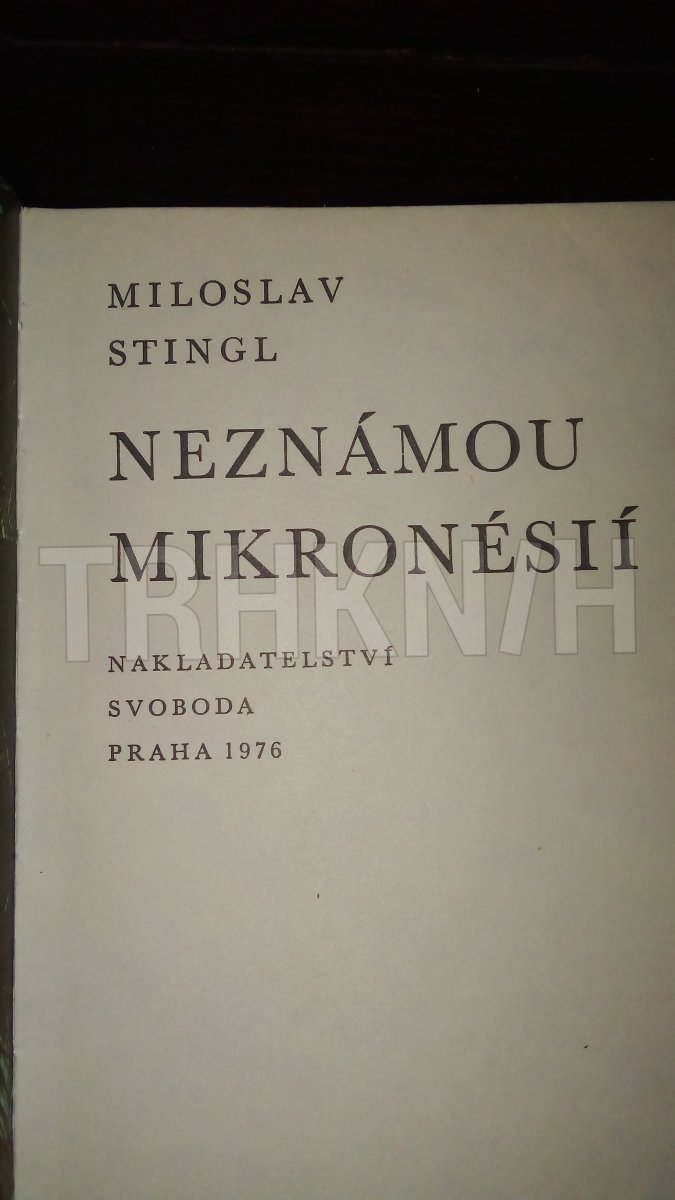 MILOSLAV
STINGL
NEZNÁMOU
MIKRONÉSIÍ
TRHKNIH
NAKLADATELSTVÍ
SVOBODA
PRAHA 1976